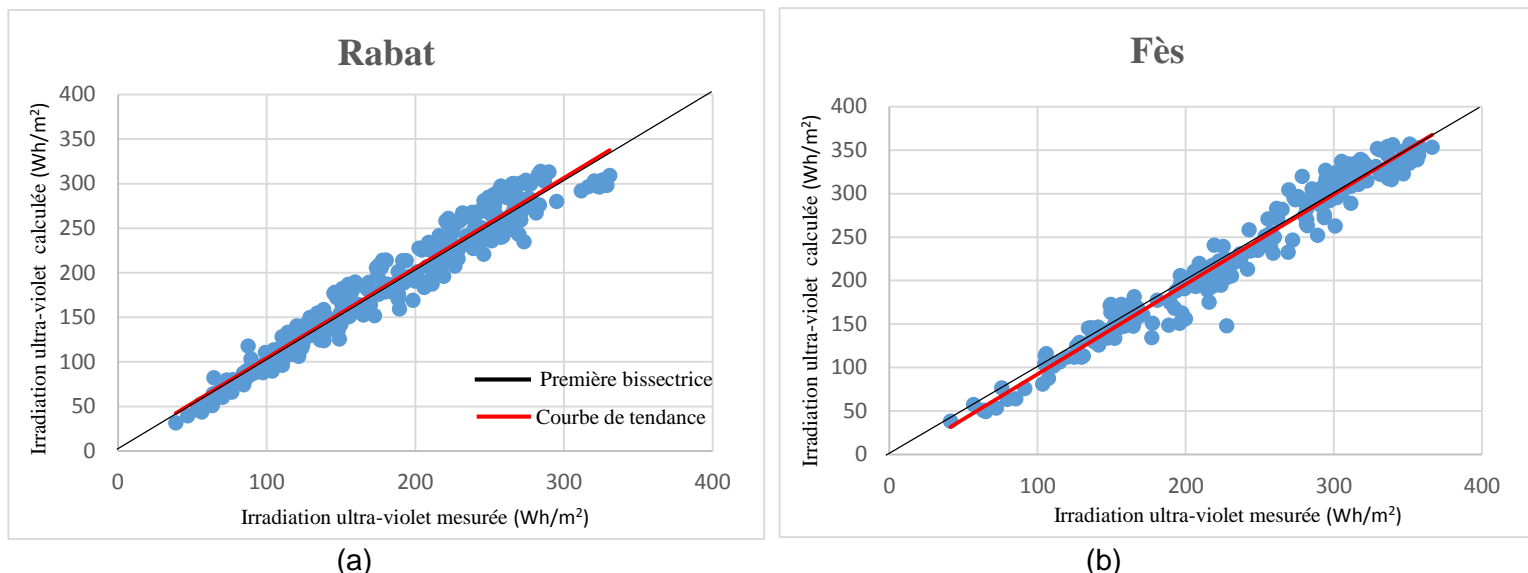 Rabat
Irradiation ultra-violet calculée (Wh/m²)
400
350
300
250
200
150
100
50
0
0 100 200 300 400
Première bissectrice
Courbe de tendance
Irradiation ultra-violet mesurée (Wh/m²)
(a)
Fès
Irradiation ultra-violet calculée (Wh/m²)
400
350
300
250
200
150
100
50
0
0 100 200 300 400
Irradiation ultra-violet mesurée (Wh/m²)
(b)